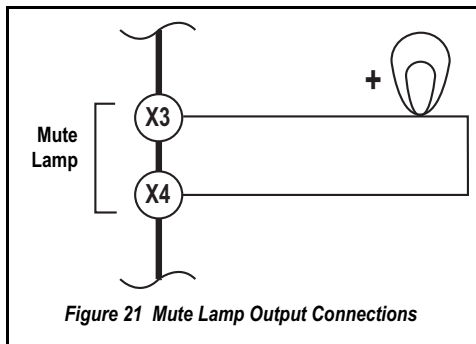 +
X3
Mute
Lamp
X4
Figure 21 Mute Lamp Output Connections